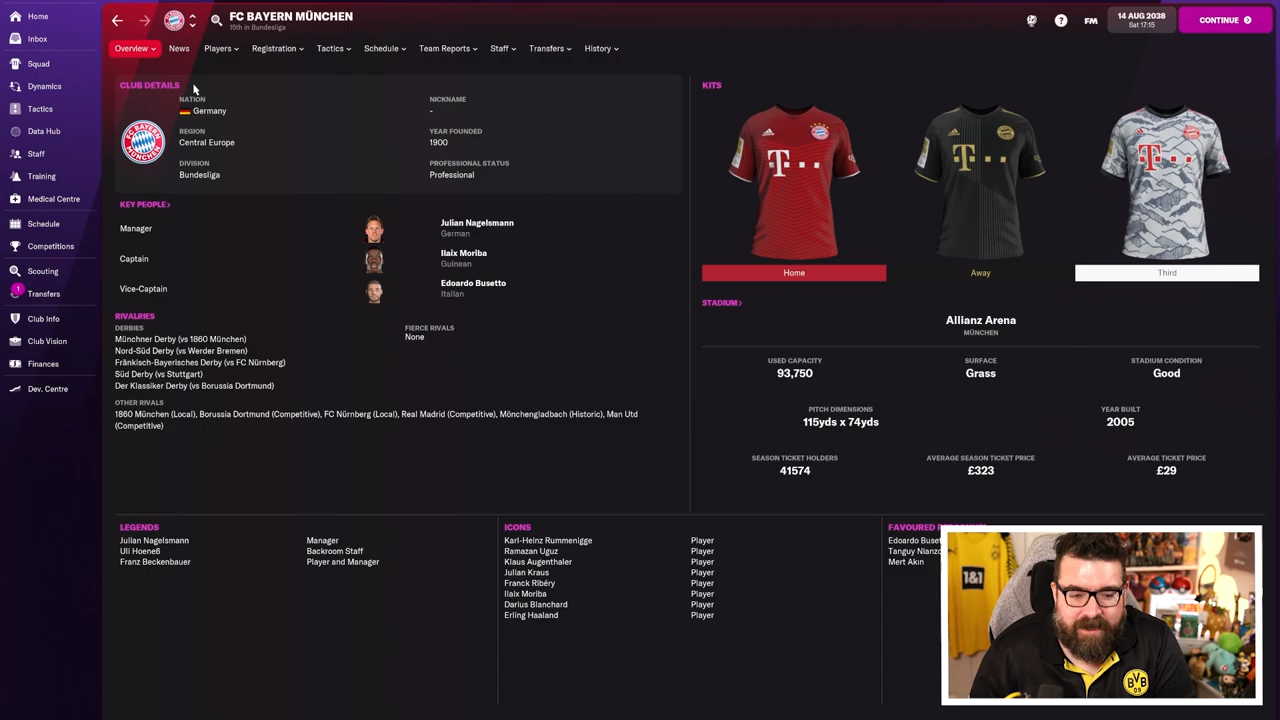 Home
Inbox
Squad
Dynamics
Tactics
Data Hub
Staff
Training
Medical Centre
Schedule
Competitions
Scouting
1
Transfers
Club Info
Club Vision
Finances
Dev. Centre
FC BAYERN MÜNCHEN
15th in Bundesliga
FM
14 AUG 2038
Sat 17:15
CONTINUE
Overview News Players Registration Tactics Schedule Team Reports Staff Transfers History
CLUB DETAILS
NATION
Germany
NICKNAME
-
REGION
Central Europe
YEAR FOUNDED
1900
DIVISION
Bundesliga
PROFESSIONAL STATUS
Professional
KEY PEOPLE
Manager
Julian Nagelsmann
German
Captain
Ilaix Moriba
Guinean
Vice-Captain
Edoardo Busetto
Italian
RIVALRIES
DERBIES
Münchner Derby (vs 1860 München)
Nord-Süd Derby (vs Werder Bremen)
Fränkisch-Bayerisches Derby (vs FC Nürnberg)
Süd Derby (vs Stuttgart)
Der Klassiker Derby (vs Borussia Dortmund)
FIERCE RIVALS
None
OTHER RIVALS
1860 München (Local), Borussia Dortmund (Competitive), FC Nürnberg (Local), Real Madrid (Competitive), Mönchengladbach (Historic), Man Utd
(Competitive)
KITS
Home
Away
Third
STADIUM
Allianz Arena
MÜNCHEN
USED CAPACITY
93,750
SURFACE
Grass
STADIUM CONDITION
Good
PITCH DIMENSIONS
115yds x 74yds
YEAR BUILT
2005
SEASON TICKET HOLDERS
41574
AVERAGE SEASON TICKET PRICE
£323
AVERAGE TICKET PRICE
£29
LEGENDS
Julian Nagelsmann Manager
Uli Hoeneß Backroom Staff
Franz Beckenbauer Player and Manager
ICONS
Karl-Heinz Rummenigge Player
Ramazan Uguz Player
Klaus Augenthaler Player
Julian Kraus Player
Franck Ribéry Player
Ilaix Moriba Player
Darius Blanchard Player
Erling Haaland Player
FAVOURED
Edoardo
Tanguy
Mert Akın
1&1
BVB
09